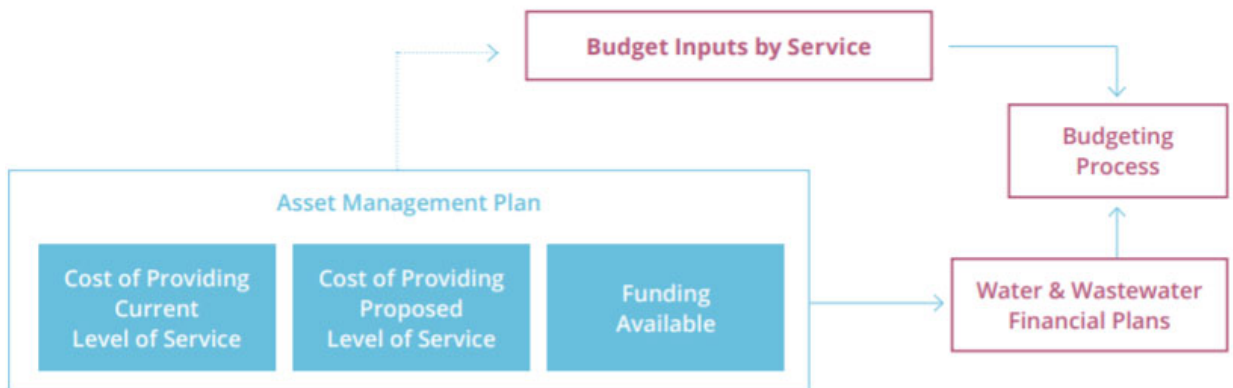 Budget Inputs by Service
Budgeting
Process
Asset Management Plan
Cost of Providing
Current
Level of Service
Cost of Providing
Proposed
Level of Service
Funding
Available
Water & Wastewater
Financial Plans